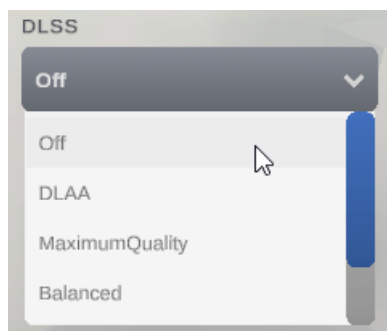 DLSS
Off
Off
DLAA
MaximumQuality
Balanced